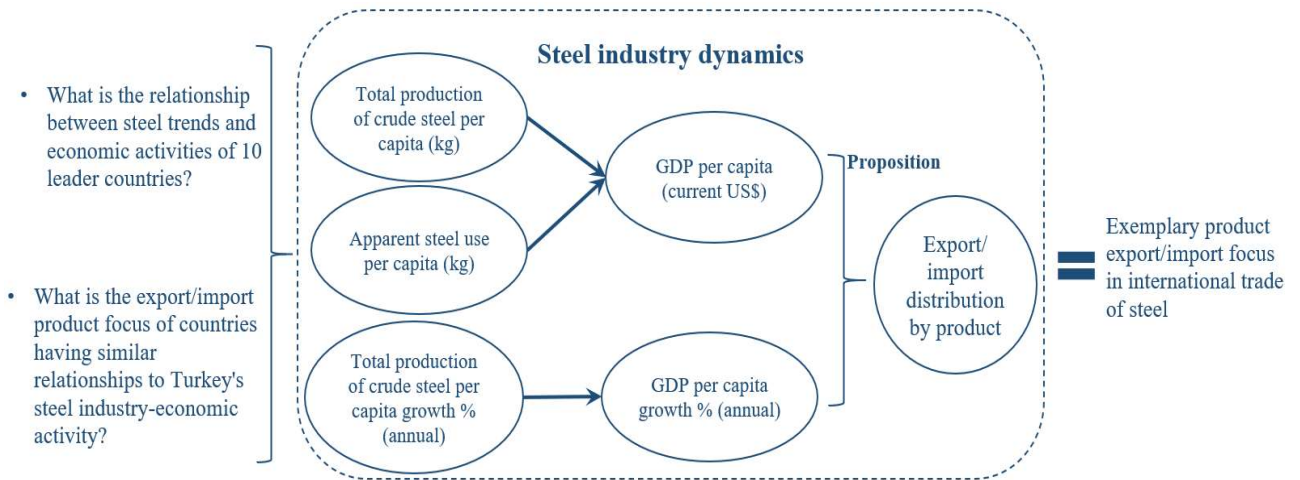 Steel industry dynamics
• What is the relationship
between steel trends and
economic activities of 10
leader countries?
• What is the export/import
product focus of countries
having similar
relationships to Turkey's
steel industry-economic
activity?
Total production
of crude steel per
capita (kg)
Apparent steel use
per capita (kg)
Total production
of crude steel per
capita growth %
(annual)
GDP per capita
(current US$)
GDP per capita
growth % (annual)
Proposition
Export/
import
distribution
by product
Exemplary product
export/import focus
in international trade
of steel